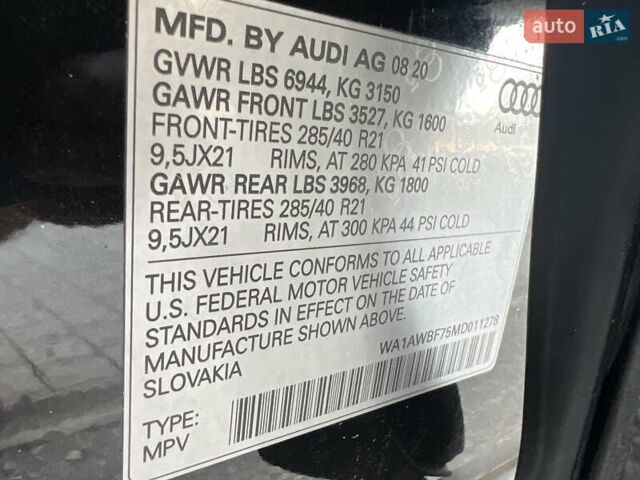 auto RIA.com
MFD. BY AUDI AG 08 20
GVWR LBS 6944, KG 3150
GAWR FRONT LBS 3527, KG 1600
FRONT-TIRES 285/40 R21
9,5JX21 RIMS, AT 280 KPA 41 PSI COLD
GAWR REAR LBS 3968, KG 1800
REAR-TIRES 285/40 R21
9,5JX21 RIMS, AT 300 KPA 44 PSI COLD
Audi
THIS VEHICLE CONFORMS TO ALL APPLICABLE
U.S. FEDERAL MOTOR VEHICLE SAFETY
STANDARDS IN EFFECT ON THE DATE OF
MANUFACTURE SHOWN ABOVE.
SLOVAKIA
WA1AWBF75MD011278
TYPE:
MPV